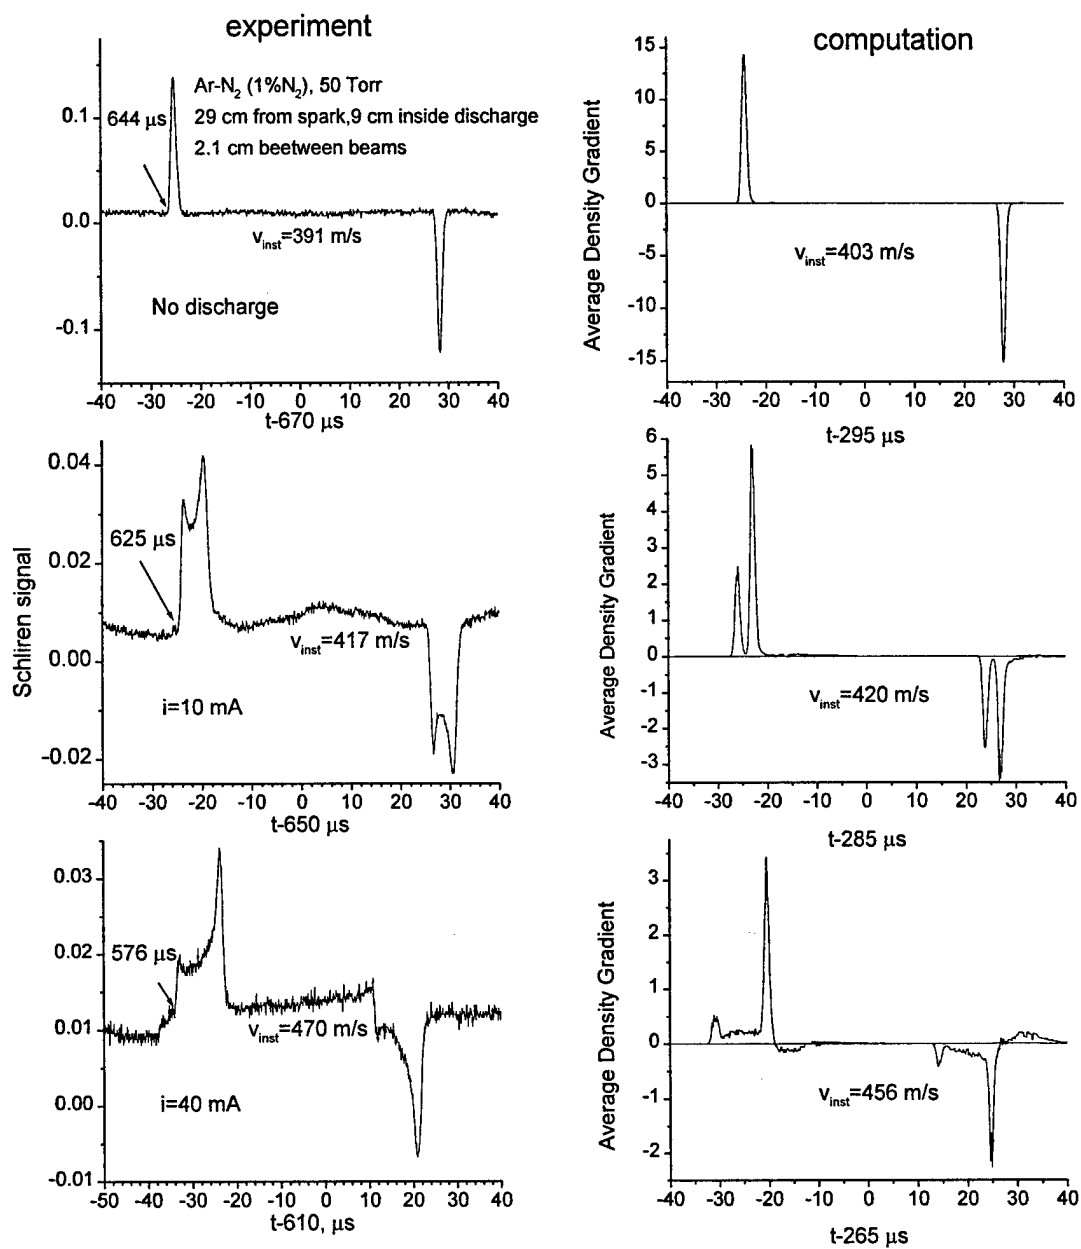 experiment
computation
0.1
0.0
-0.1
644 µs
Ar-N₂ (1%N₂), 50 Torr
29 cm from spark,9 cm inside discharge
2.1 cm beetween beams
v_inst=391 m/s
No discharge
-40 -30 -20 -10 0 10 20 30 40
t-670 µs
Average Density Gradient
15
10
5
0
-5
-10
-15
v_inst=403 m/s
-40 -30 -20 -10 0 10 20 30 40
t-295 µs
Schliren signal
0.04
0.02
0.00
-0.02
625 µs
v_inst=417 m/s
i=10 mA
-40 -30 -20 -10 0 10 20 30 40
t-650 µs
Average Density Gradient
6
5
4
3
2
1
0
-1
-2
-3
v_inst=420 m/s
-40 -30 -20 -10 0 10 20 30 40
t-285 µs
0.03
0.02
0.01
0.00
-0.01
576 µs
v_inst=470 m/s
i=40 mA
-50 -40 -30 -20 -10 0 10 20 30 40
t-610, µs
Average Density Gradient
3
2
1
0
-1
-2
v_inst=456 m/s
-40 -30 -20 -10 0 10 20 30 40
t-265 µs